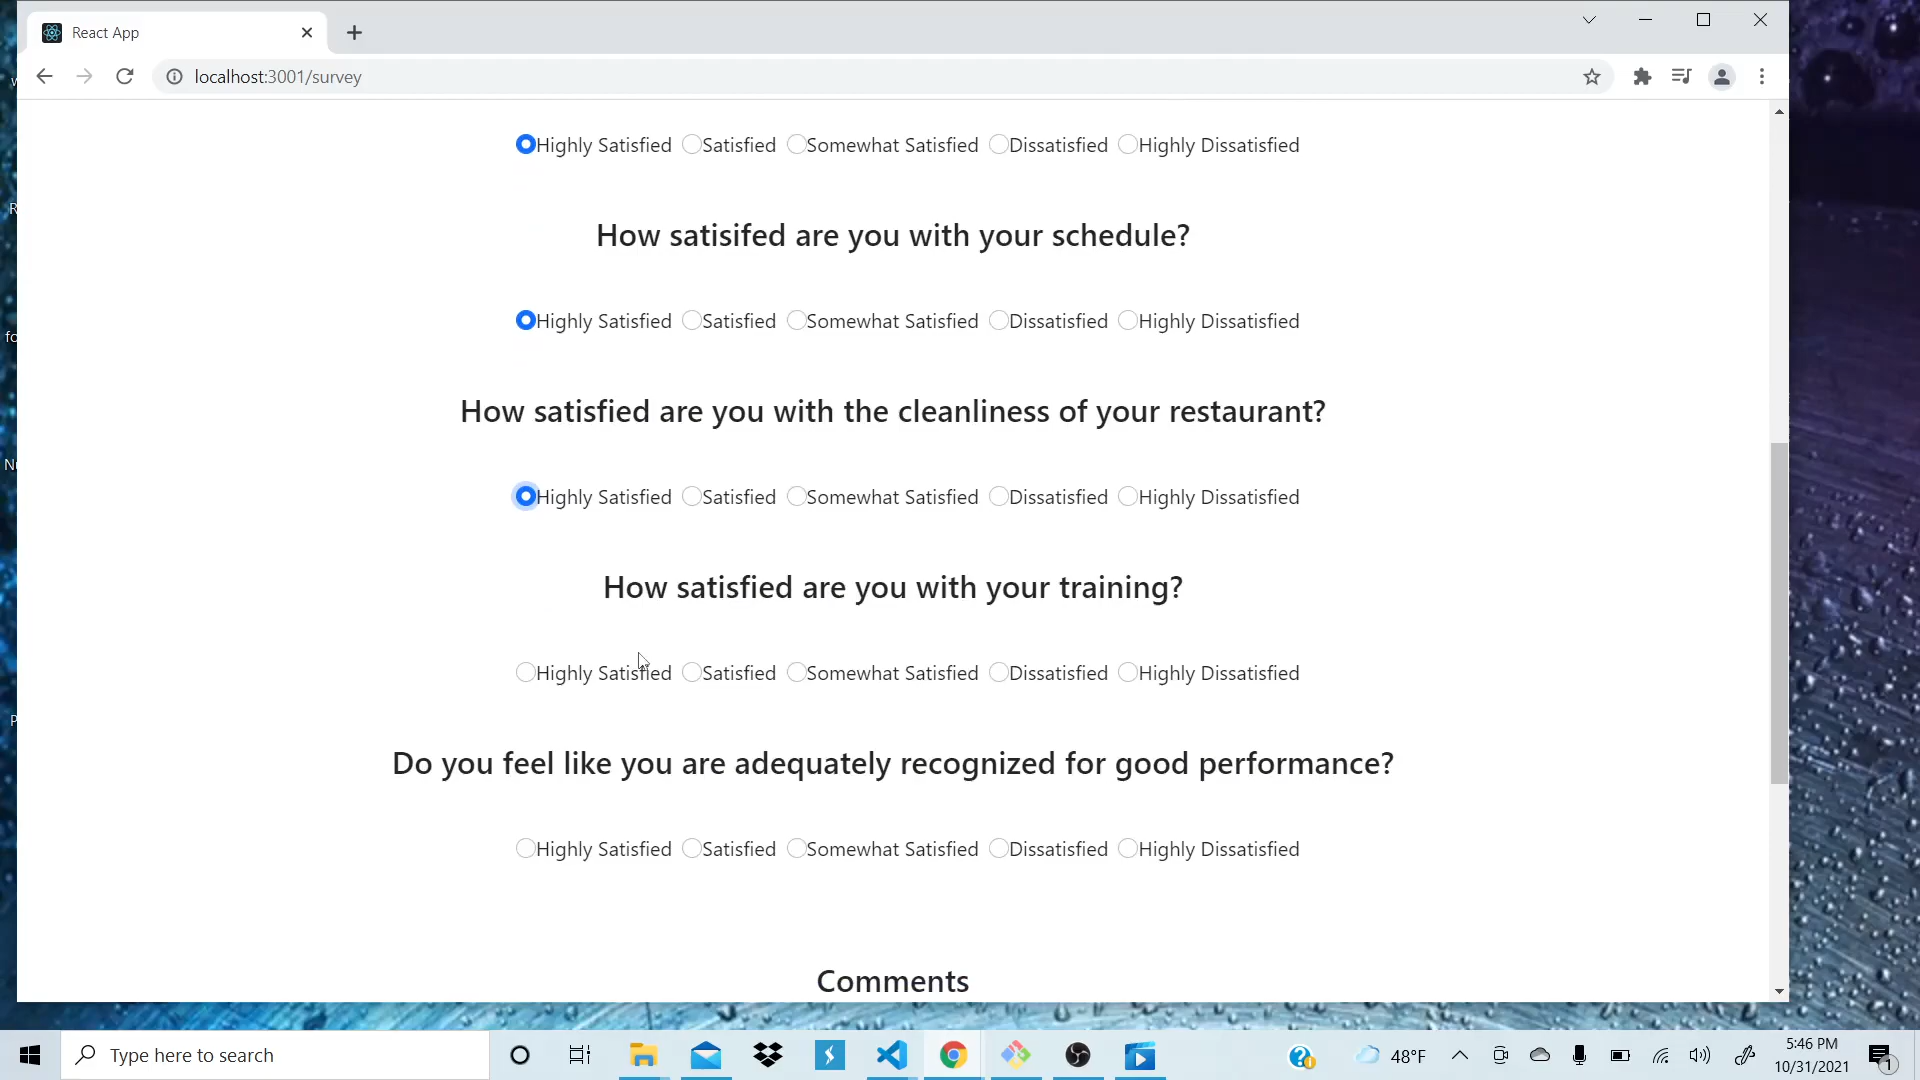 React App
localhost:3001/survey
Highly Satisfied Satisfied Somewhat Satisfied Dissatisfied Highly Dissatisfied
How satisifed are you with your schedule?
Highly Satisfied Satisfied Somewhat Satisfied Dissatisfied Highly Dissatisfied
How satisfied are you with the cleanliness of your restaurant?
Highly Satisfied Satisfied Somewhat Satisfied Dissatisfied Highly Dissatisfied
How satisfied are you with your training?
Highly Satisfied Satisfied Somewhat Satisfied Dissatisfied Highly Dissatisfied
Do you feel like you are adequately recognized for good performance?
Highly Satisfied Satisfied Somewhat Satisfied Dissatisfied Highly Dissatisfied
Comments
Type here to search
48°F
5:46 PM
10/31/2021
1